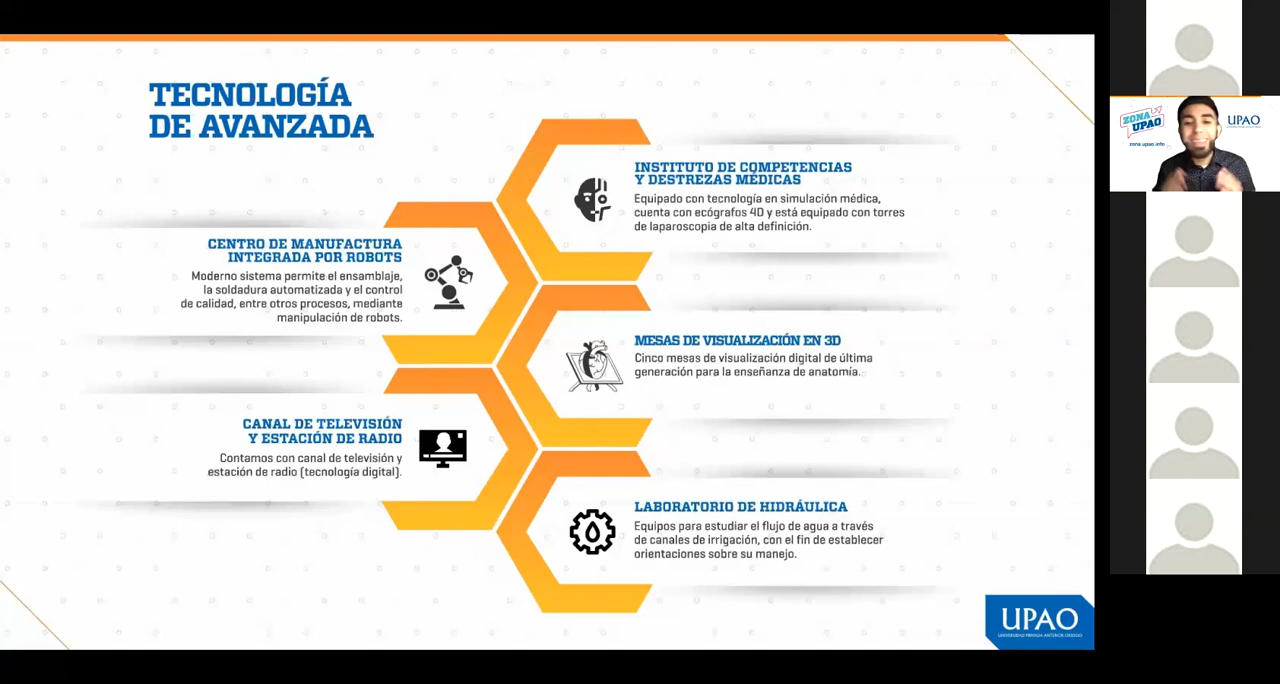 TECNOLOGÍA
DE AVANZADA
INSTITUTO DE COMPETENCIAS
Y DESTREZAS MÉDICAS
Equipado con tecnología en simulación médica,
cuenta con ecógrafos 4D y está equipado con torres
de laparoscopia de alta definición.
CENTRO DE MANUFACTURA
INTEGRADA POR ROBOTS
Moderno sistema permite el ensamblaje,
la soldadura automatizada y el control
de calidad, entre otros procesos, mediante
manipulación de robots.
MESAS DE VISUALIZACIÓN EN 3D
Cinco mesas de visualización digital de última
generación para la enseñanza de anatomía.
CANAL DE TELEVISIÓN
Y ESTACIÓN DE RADIO
Contamos con canal de televisión y
estación de radio (tecnología digital).
LABORATORIO DE HIDRÁULICA
Equipos para estudiar el flujo de agua a través
de canales de irrigación, con el fin de establecer
orientaciones sobre su manejo.
UPAO
UNIVERSIDAD PRIVADA ANTENOR ORREGO
ZONA
UPAO
zona.upao.info
UPAO